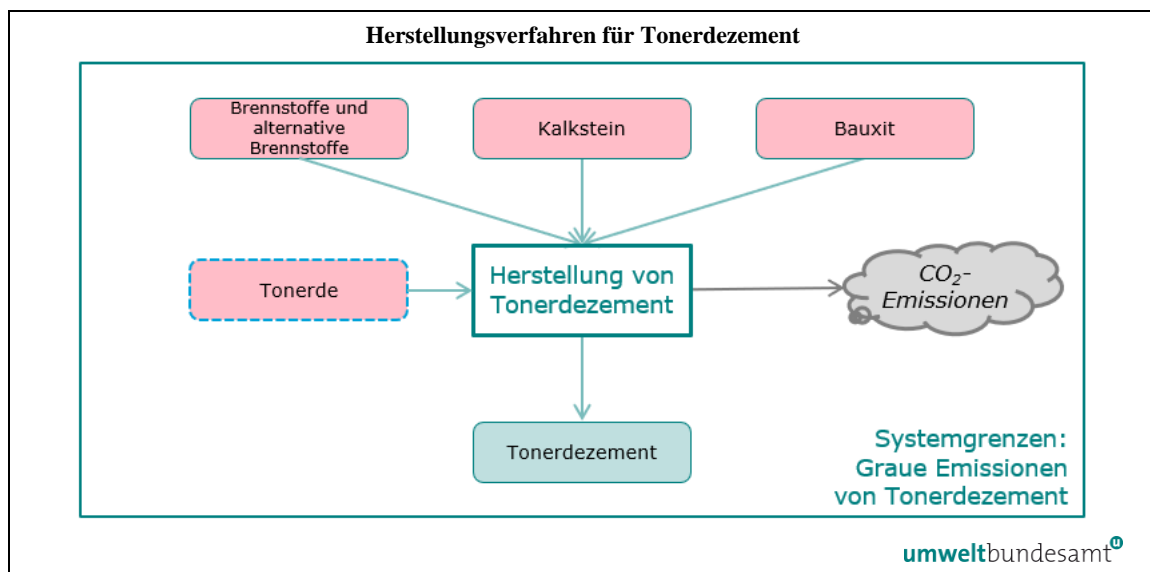 Herstellungsverfahren für Tonerdezement
Brennstoffe und
alternative
Brennstoffe
Kalkstein
Bauxit
Tonerde
Herstellung von
Tonerdezement
CO₂-
Emissionen
Tonerdezement
Systemgrenzen:
Graue Emissionen
von Tonerdezement
umweltbundesamt ᵘ